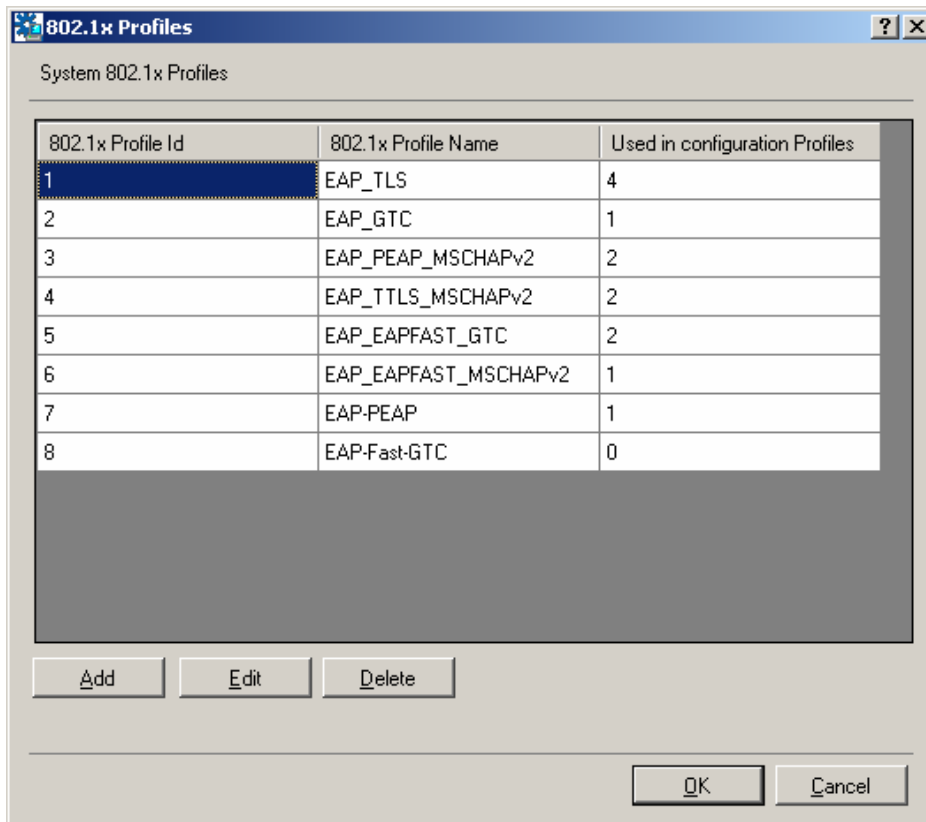 802.1x Profiles
System 802.1x Profiles
802.1x Profile Id 802.1x Profile Name Used in configuration Profiles
1 EAP_TLS 4
2 EAP_GTC 1
3 EAP_PEAP_MSCHAPv2 2
4 EAP_TTLS_MSCHAPv2 2
5 EAP_EAPFAST_GTC 2
6 EAP_EAPFAST_MSCHAPv2 1
7 EAP-PEAP 1
8 EAP-Fast-GTC 0
Add Edit Delete
OK Cancel